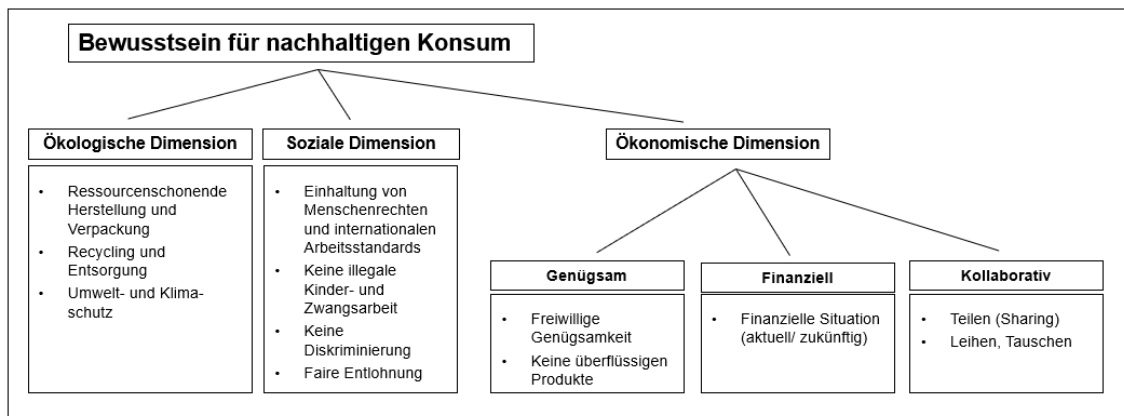 Bewusstsein für nachhaltigen Konsum
Ökologische Dimension
• Ressourcenschonende
Herstellung und
Verpackung
• Recycling und
Entsorgung
• Umwelt- und Klima-
schutz
Soziale Dimension
• Einhaltung von
Menschenrechten
und internationalen
Arbeitsstandards
• Keine illegale
Kinder- und
Zwangsarbeit
• Keine
Diskriminierung
• Faire Entlohnung
Ökonomische Dimension
Genügsam
• Freiwillige
Genügsamkeit
• Keine überflüssigen
Produkte
Finanziell
• Finanzielle Situation
(aktuell/ zukünftig)
Kollaborativ
• Teilen (Sharing)
• Leihen, Tauschen